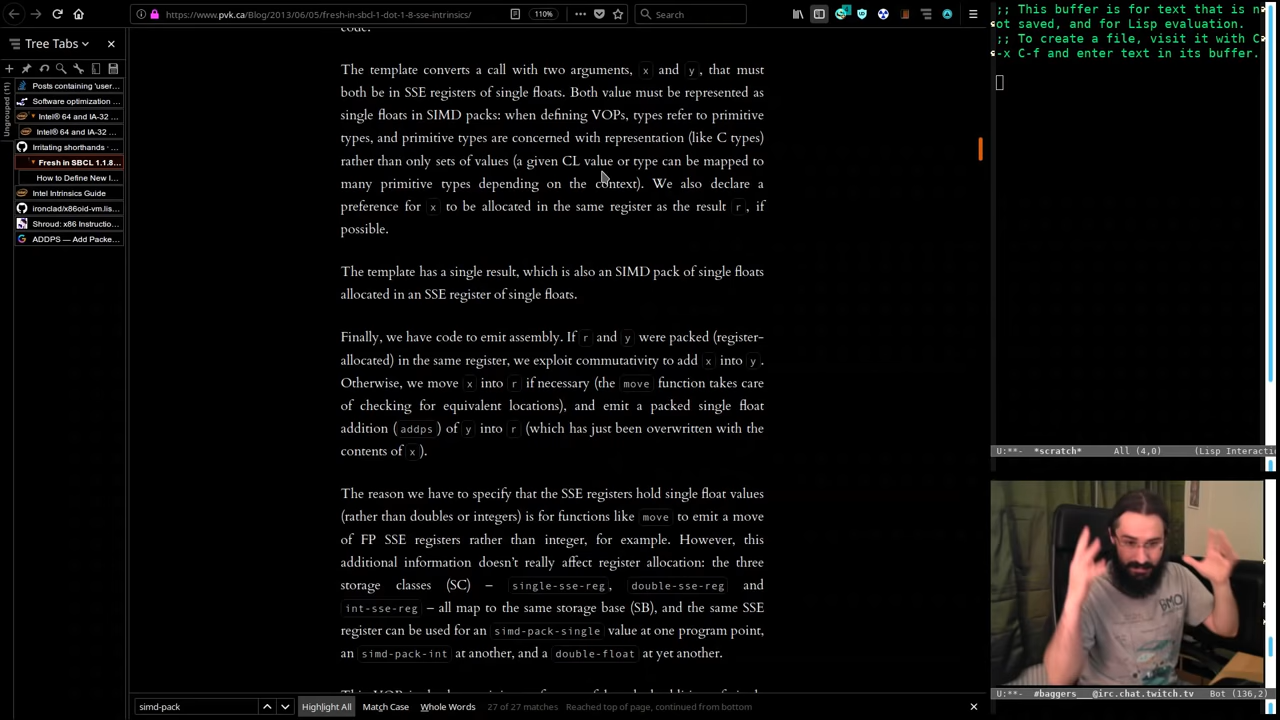 https://www.pvk.ca/Blog/2013/06/05/fresh-in-sbcl-1-dot-1-8-sse-intrinsics/
110%
Search
Tree Tabs
Ungrouped (11)
Posts containing 'user...
Software optimization ...
Intel® 64 and IA-32 ...
Intel® 64 and IA-32 ...
Irritating shorthands · ...
Fresh in SBCL 1.1.8...
How to Define New I...
Intel Intrinsics Guide
ironclad/x86oid-vm.lis...
Shroud: x86 Instructio...
ADDPS — Add Packe...
code.
The template converts a call with two arguments, x and y, that must
both be in SSE registers of single floats. Both value must be represented as
single floats in SIMD packs: when defining VOPs, types refer to primitive
types, and primitive types are concerned with representation (like C types)
rather than only sets of values (a given CL value or type can be mapped to
many primitive types depending on the context). We also declare a
preference for x to be allocated in the same register as the result r, if
possible.
The template has a single result, which is also an SIMD pack of single floats
allocated in an SSE register of single floats.
Finally, we have code to emit assembly. If r and y were packed (register-
allocated) in the same register, we exploit commutativity to add x into y.
Otherwise, we move x into r if necessary (the move function takes care
of checking for equivalent locations), and emit a packed single float
addition (addps) of y into r (which has just been overwritten with the
contents of x).
The reason we have to specify that the SSE registers hold single float values
(rather than doubles or integers) is for functions like move to emit a move
of FP SSE registers rather than integer, for example. However, this
additional information doesn't really affect register allocation: the three
storage classes (SC) – single-sse-reg, double-sse-reg and
int-sse-reg – all map to the same storage base (SB), and the same SSE
register can be used for an simd-pack-single value at one program point,
an simd-pack-int at another, and a double-float at yet another.
simd-pack
Highlight All
Match Case
Whole Words
27 of 27 matches
Reached top of page, continued from bottom
;; This buffer is for text that is n
ot saved, and for Lisp evaluation.
;; To create a file, visit it with C
-x C-f and enter text in its buffer.
U:**- *scratch* All (4,0) (Lisp Interacti
BMO
U:**- #baggers___@irc.chat.twitch.tv Bot (136,2)